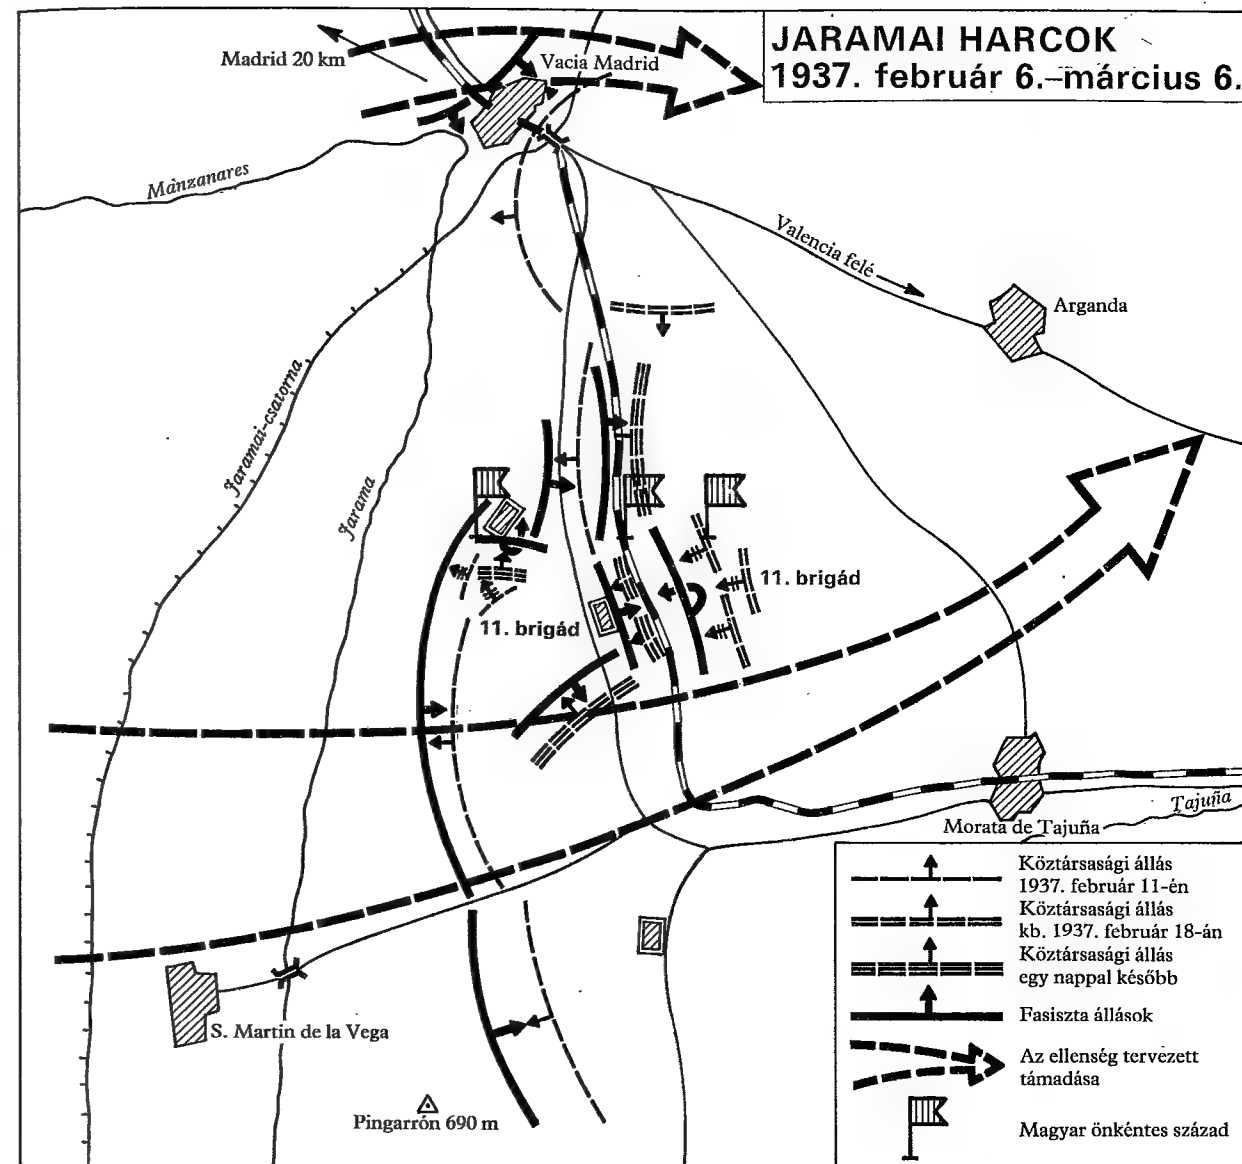 JARAMAI HARCOK
1937. február 6.–március 6.
Madrid 20 km
Vacia Madrid
Mànzanares
Valencia felé
Arganda
Jaramai-csatorna
Jarama
11. brigád
11. brigád
Tajuña
Morata de Tajuña
S. Martin de la Vega
Pingarrón 690 m
Köztársasági állás
1937. február 11-én
Köztársasági állás
kb. 1937. február 18-án
Köztársasági állás
egy nappal később
Fasiszta állások
Az ellenség tervezett
támadása
Magyar önkéntes század